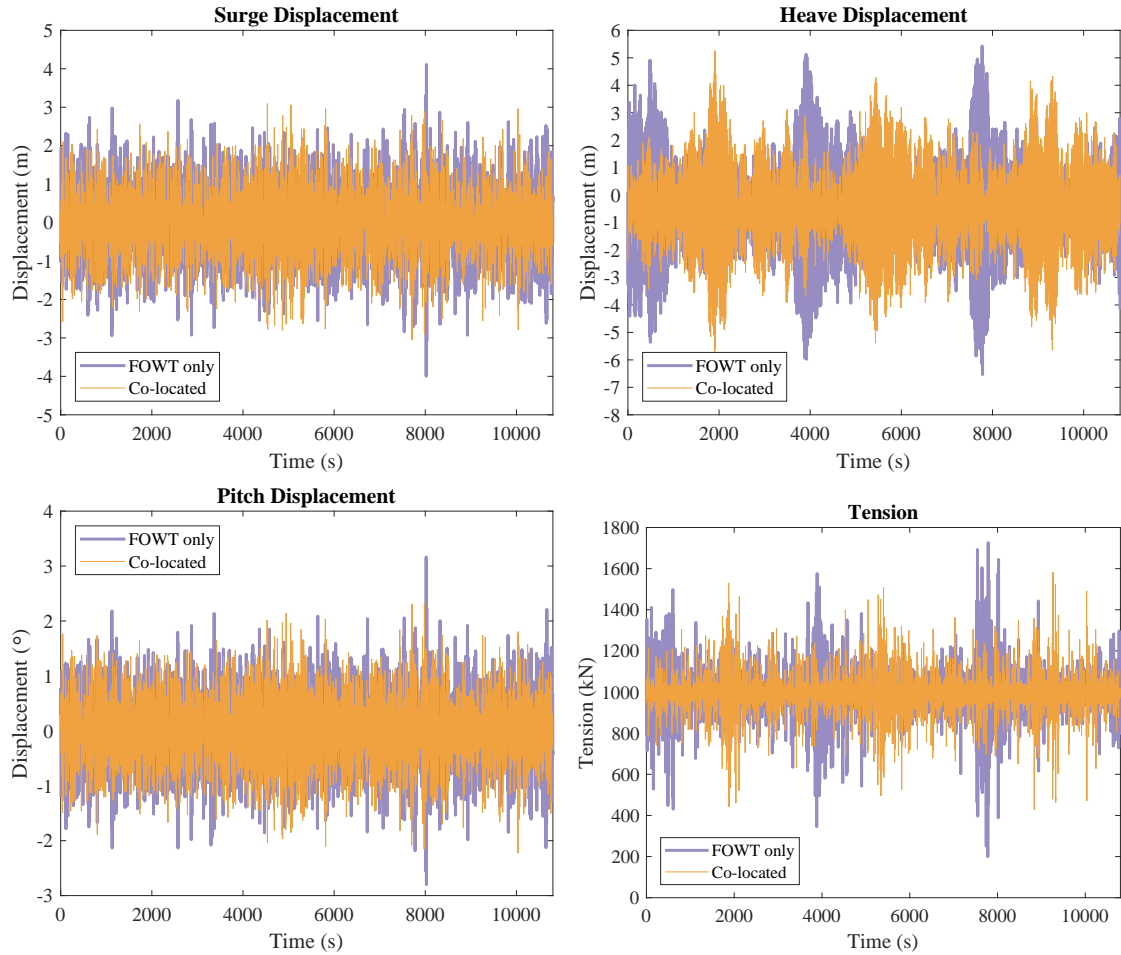 Surge Displacement
5
4
3
2
1
0
-1
-2
-3
-4
-5
Displacement (m)
FOWT only
Co-located
0 2000 4000 6000 8000 10000
Time (s)
Heave Displacement
6
5
4
3
2
1
0
-1
-2
-3
-4
-5
-6
-7
-8
Displacement (m)
FOWT only
Co-located
0 2000 4000 6000 8000 10000
Time (s)
Pitch Displacement
4
3
2
1
0
-1
-2
-3
Displacement (°)
FOWT only
Co-located
0 2000 4000 6000 8000 10000
Time (s)
Tension
1800
1600
1400
1200
1000
800
600
400
200
0
Tension (kN)
FOWT only
Co-located
0 2000 4000 6000 8000 10000
Time (s)